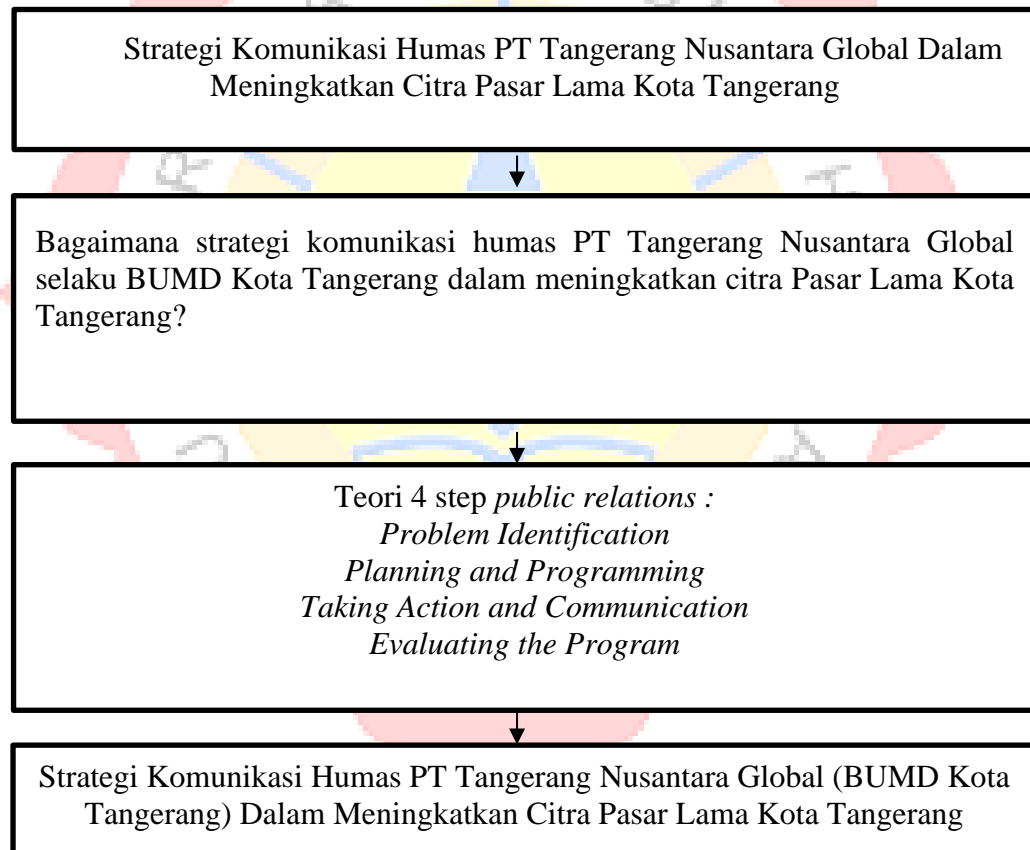 Strategi Komunikasi Humas PT Tangerang Nusantara Global Dalam
Meningkatkan Citra Pasar Lama Kota Tangerang
Bagaimana strategi komunikasi humas PT Tangerang Nusantara Global
selaku BUMD Kota Tangerang dalam meningkatkan citra Pasar Lama Kota
Tangerang?
Teori 4 step public relations :
Problem Identification
Planning and Programming
Taking Action and Communication
Evaluating the Program
Strategi Komunikasi Humas PT Tangerang Nusantara Global (BUMD Kota
Tangerang) Dalam Meningkatkan Citra Pasar Lama Kota Tangerang